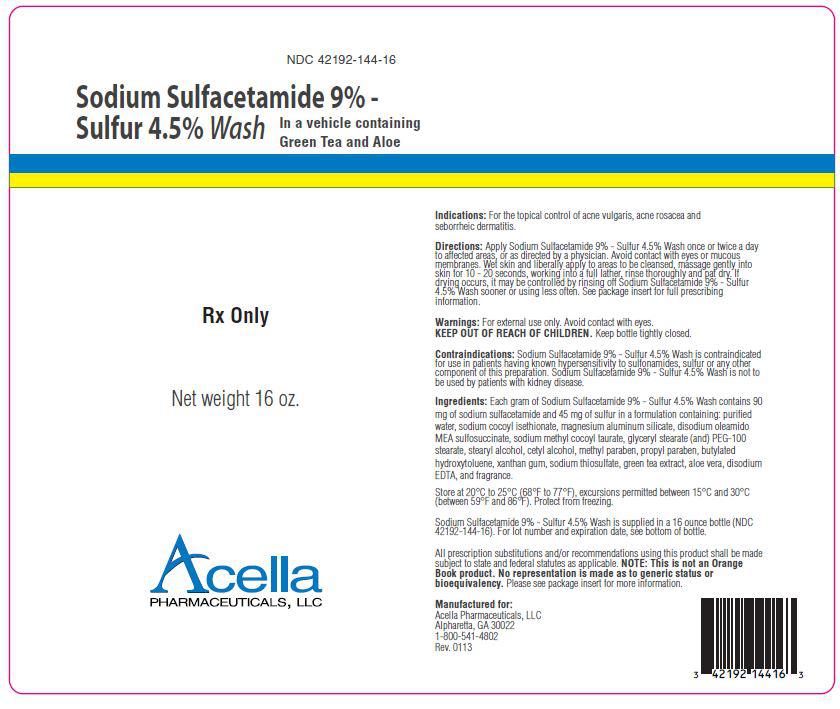 NDC 42192-144-16
Sodium Sulfacetamide 9% -
Sulfur 4.5% Wash In a vehicle containing
Green Tea and Aloe
Rx Only
Net weight 16 oz.
Acella
PHARMACEUTICALS, LLC
Indications: For the topical control of acne vulgaris, acne rosacea and
seborrheic dermatitis.
Directions: Apply Sodium Sulfacetamide 9% - Sulfur 4.5% Wash once or twice a day
to affected areas, or as directed by a physician. Avoid contact with eyes or mucous
membranes. Wet skin and liberally apply to areas to be cleansed, massage gently into
skin for 10 - 20 seconds, working into a full lather, rinse thoroughly and pat dry. If
drying occurs, it may be controlled by rinsing off Sodium Sulfacetamide 9% - Sulfur
4.5% Wash sooner or using less often. See package insert for full prescribing
information.
Warnings: For external use only. Avoid contact with eyes.
KEEP OUT OF REACH OF CHILDREN. Keep bottle tightly closed.
Contraindications: Sodium Sulfacetamide 9% - Sulfur 4.5% Wash is contraindicated
for use in patients having known hypersensitivity to sulfonamides, sulfur or any other
component of this preparation. Sodium Sulfacetamide 9% - Sulfur 4.5% Wash is not to
be used by patients with kidney disease.
Ingredients: Each gram of Sodium Sulfacetamide 9% - Sulfur 4.5% Wash contains 90
mg of sodium sulfacetamide and 45 mg of sulfur in a formulation containing: purified
water, sodium cocoyl isethionate, magnesium aluminum silicate, disodium oleamido
MEA sulfosuccinate, sodium methyl cocoyl taurate, glyceryl stearate (and) PEG-100
stearate, stearyl alcohol, cetyl alcohol, methyl paraben, propyl paraben, butylated
hydroxytoluene, xanthan gum, sodium thiosulfate, green tea extract, aloe vera, disodium
EDTA, and fragrance.
Store at 20°C to 25°C (68°F to 77°F), excursions permitted between 15°C and 30°C
(between 59°F and 86°F). Protect from freezing.
Sodium Sulfacetamide 9% - Sulfur 4.5% Wash is supplied in a 16 ounce bottle (NDC
42192-144-16). For lot number and expiration date, see bottom of bottle.
All prescription substitutions and/or recommendations using this product shall be made
subject to state and federal statutes as applicable. NOTE: This is not an Orange
Book product. No representation is made as to generic status or
bioequivalency. Please see package insert for more information.
Manufactured for:
Acella Pharmaceuticals, LLC
Alpharetta, GA 30022
1-800-541-4802
Rev. 0113
3 42192 14416 3